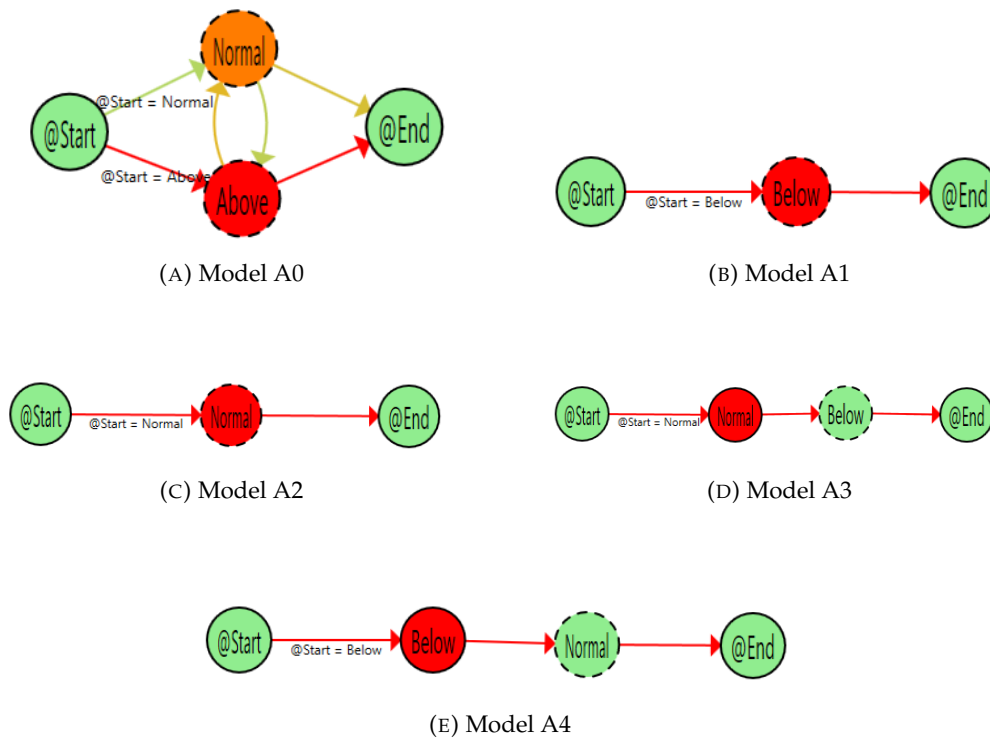 Normal
@Start = Normal
@Start
@End
@Start = Above
Above
(A) Model A0
@Start
@Start = Below
Below
@End
(B) Model A1
@Start
@Start = Normal
Normal
@End
(C) Model A2
@Start
@Start = Normal
Normal
Below
@End
(D) Model A3
@Start
@Start = Below
Below
Normal
@End
(E) Model A4